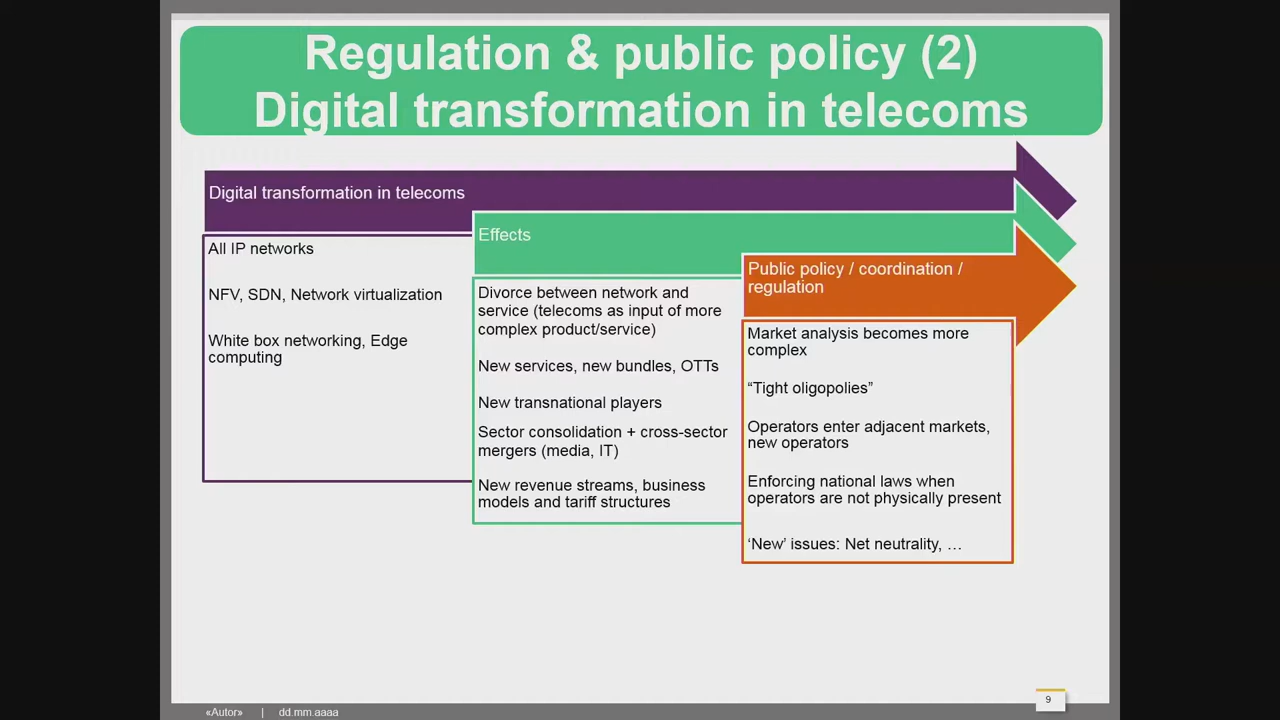 Regulation & public policy (2)
Digital transformation in telecoms
Digital transformation in telecoms
All IP networks
NFV, SDN, Network virtualization
White box networking, Edge
computing
Effects
Divorce between network and
service (telecoms as input of more
complex product/service)
New services, new bundles, OTTs
New transnational players
Sector consolidation + cross-sector
mergers (media, IT)
New revenue streams, business
models and tariff structures
Public policy / coordination /
regulation
Market analysis becomes more
complex
“Tight oligopolies”
Operators enter adjacent markets,
new operators
Enforcing national laws when
operators are not physically present
‘New’ issues: Net neutrality, …
«Autor» | dd.mm.aaaa
9